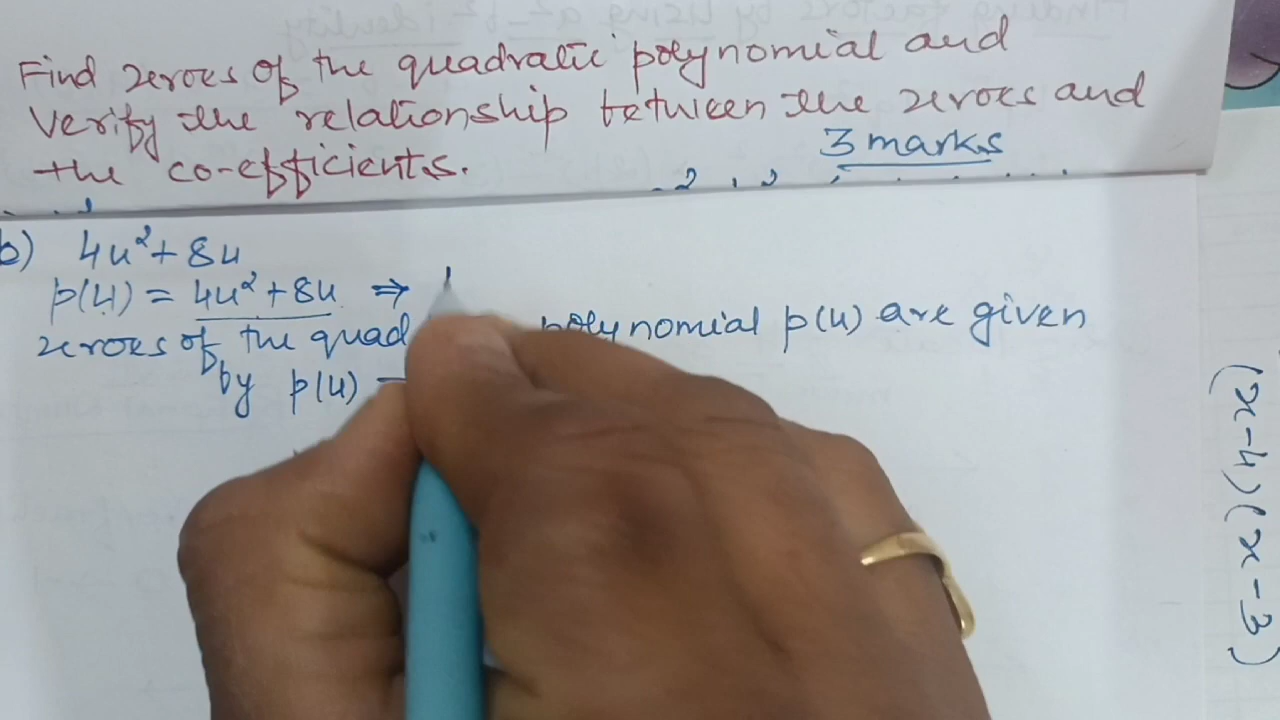 Find zeroes of the quadratic polynomial and
Verify the relationship between the zeroes and
the co-efficients.
3 marks
b) 4u²+8u
p(u) = 4u²+8u ⇒
zeroes of the quad polynomial p(u) are given
by p(u)
(x-4)(x-3)